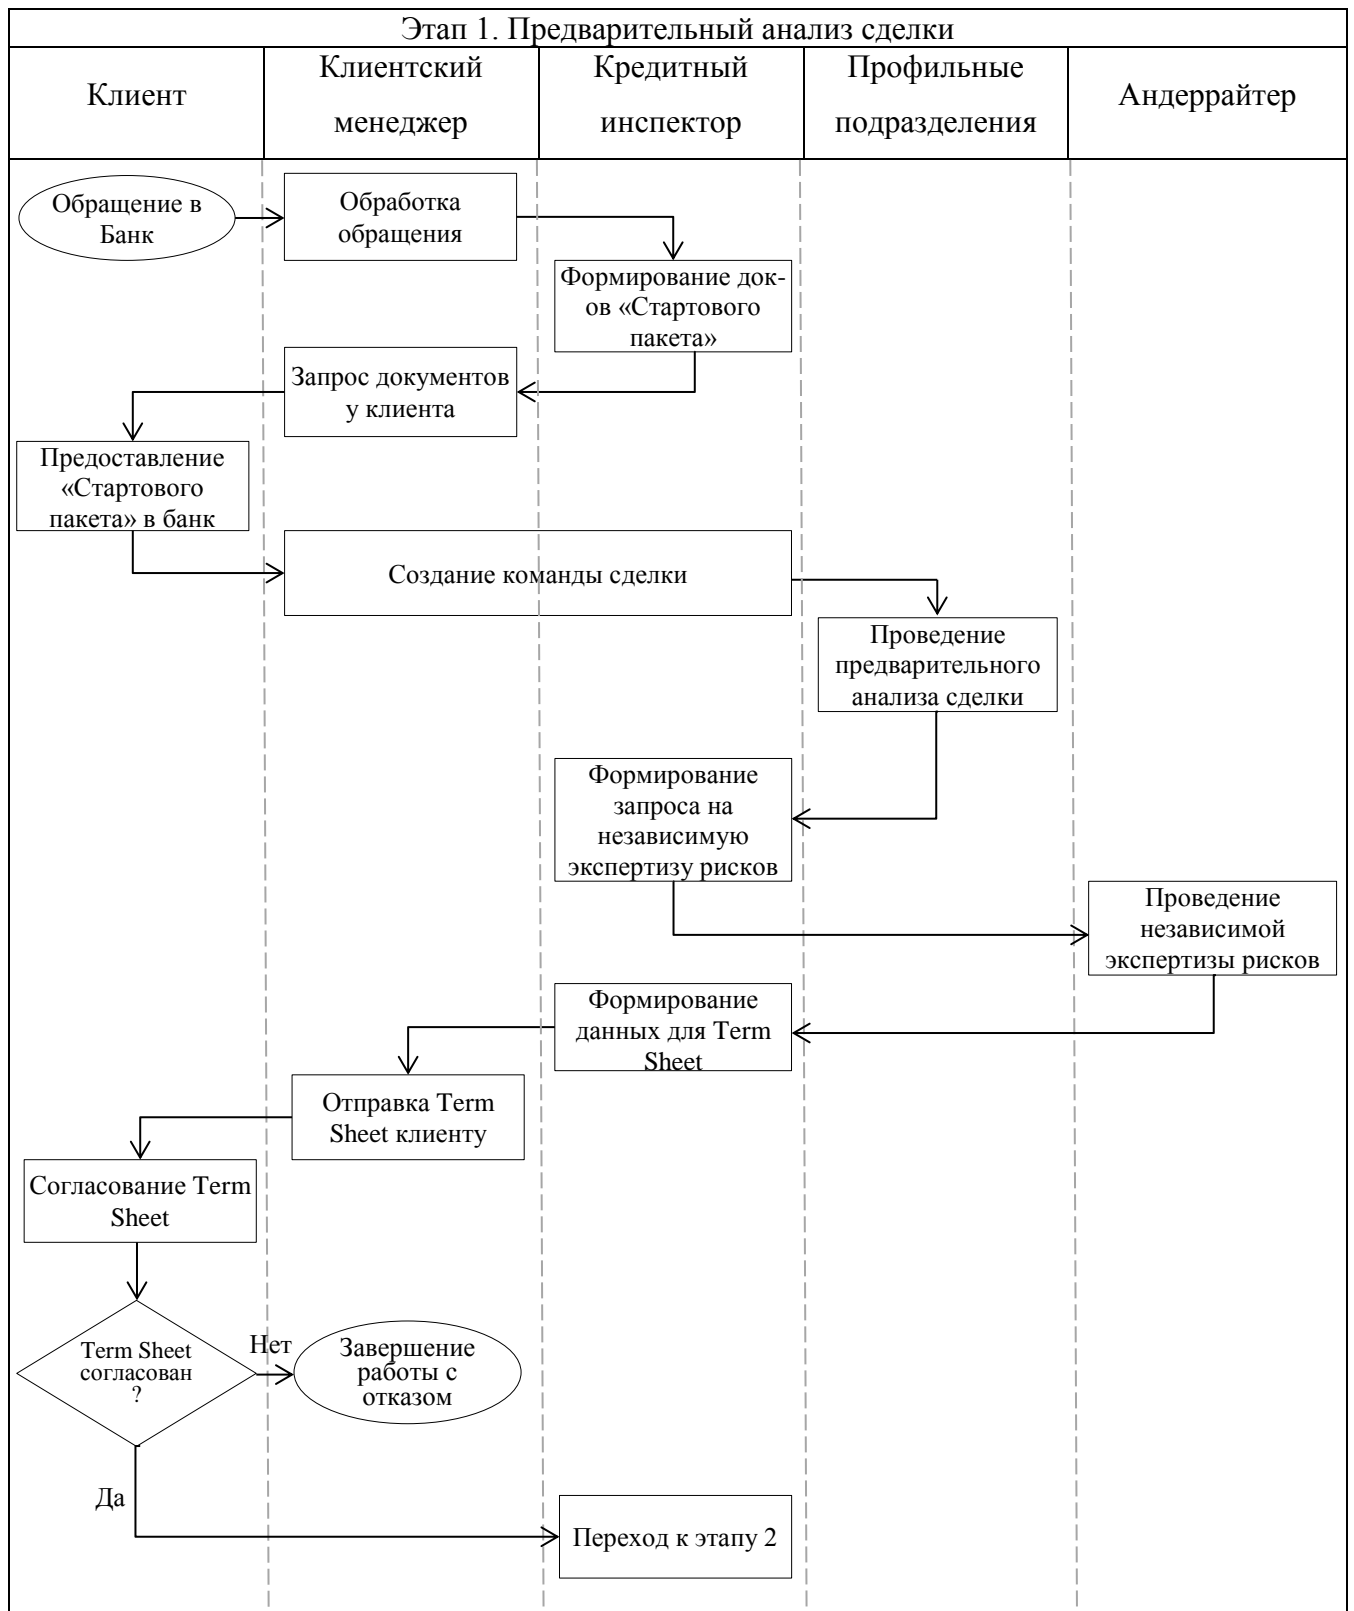 Этап 1. Предварительный анализ сделки
Клиент
Клиентский
менеджер
Кредитный
инспектор
Профильные
подразделения
Андеррайтер
Обращение в
Банк
Обработка
обращения
Формирование док-
ов «Стартового
пакета»
Запрос документов
у клиента
Предоставление
«Стартового
пакета» в банк
Создание команды сделки
Проведение
предварительного
анализа сделки
Формирование
запроса на
независимую
экспертизу рисков
Проведение
независимой
экспертизы рисков
Формирование
данных для Term
Sheet
Отправка Term
Sheet клиенту
Согласование Term
Sheet
Term Sheet
согласован
?
Нет
Завершение
работы с
отказом
Да
Переход к этапу 2